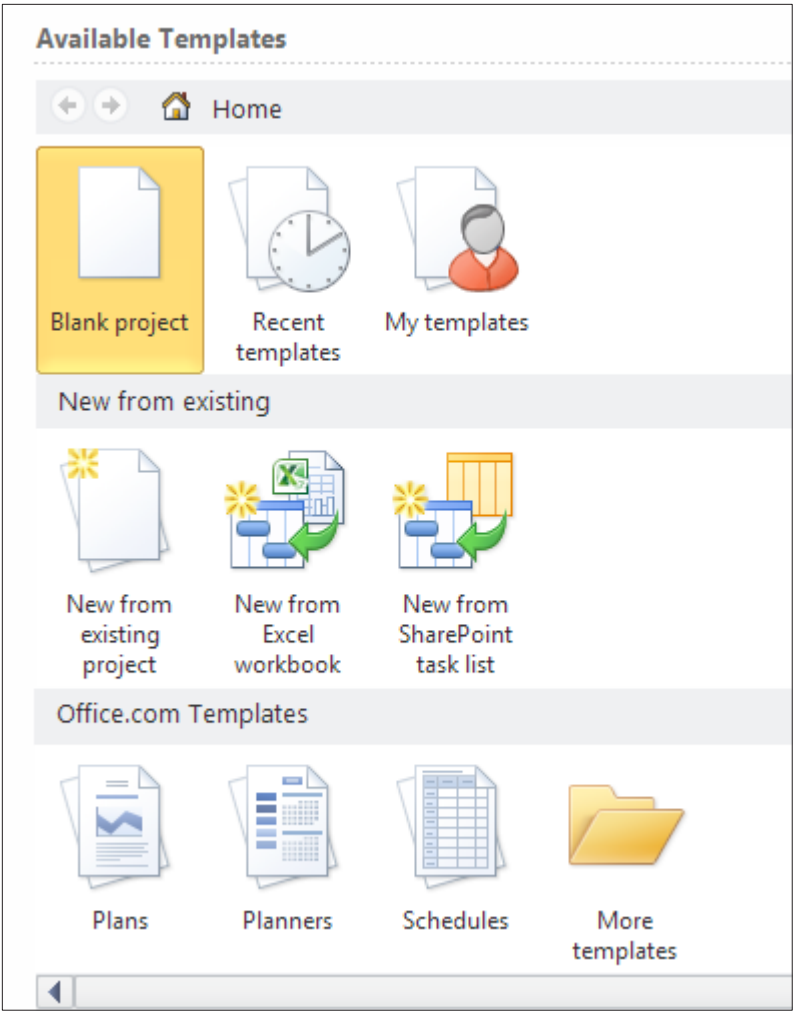 Available Templates
Home
Blank project
Recent
templates
My templates
New from existing
New from
existing
project
New from
Excel
workbook
New from
SharePoint
task list
Office.com Templates
Plans
Planners
Schedules
More
templates